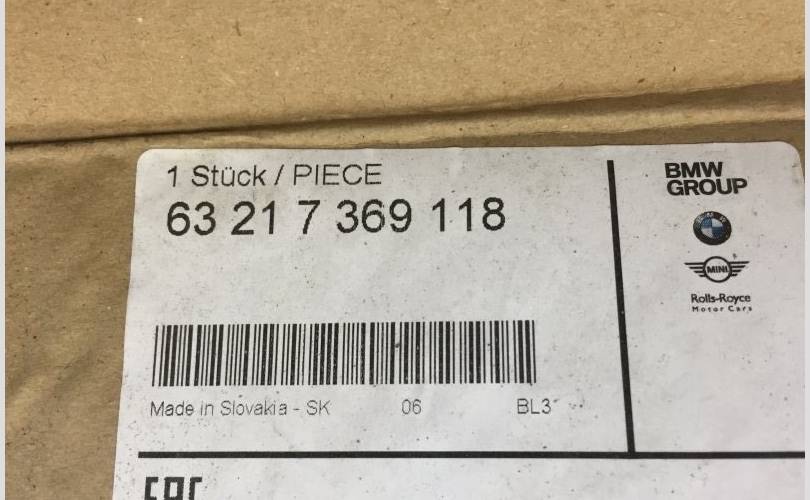 1 Stück / PIECE
63 21 7 369 118
Made in Slovakia - SK 06 BL3
BMW
GROUP
MINI
Rolls-Royce
Motor Cars